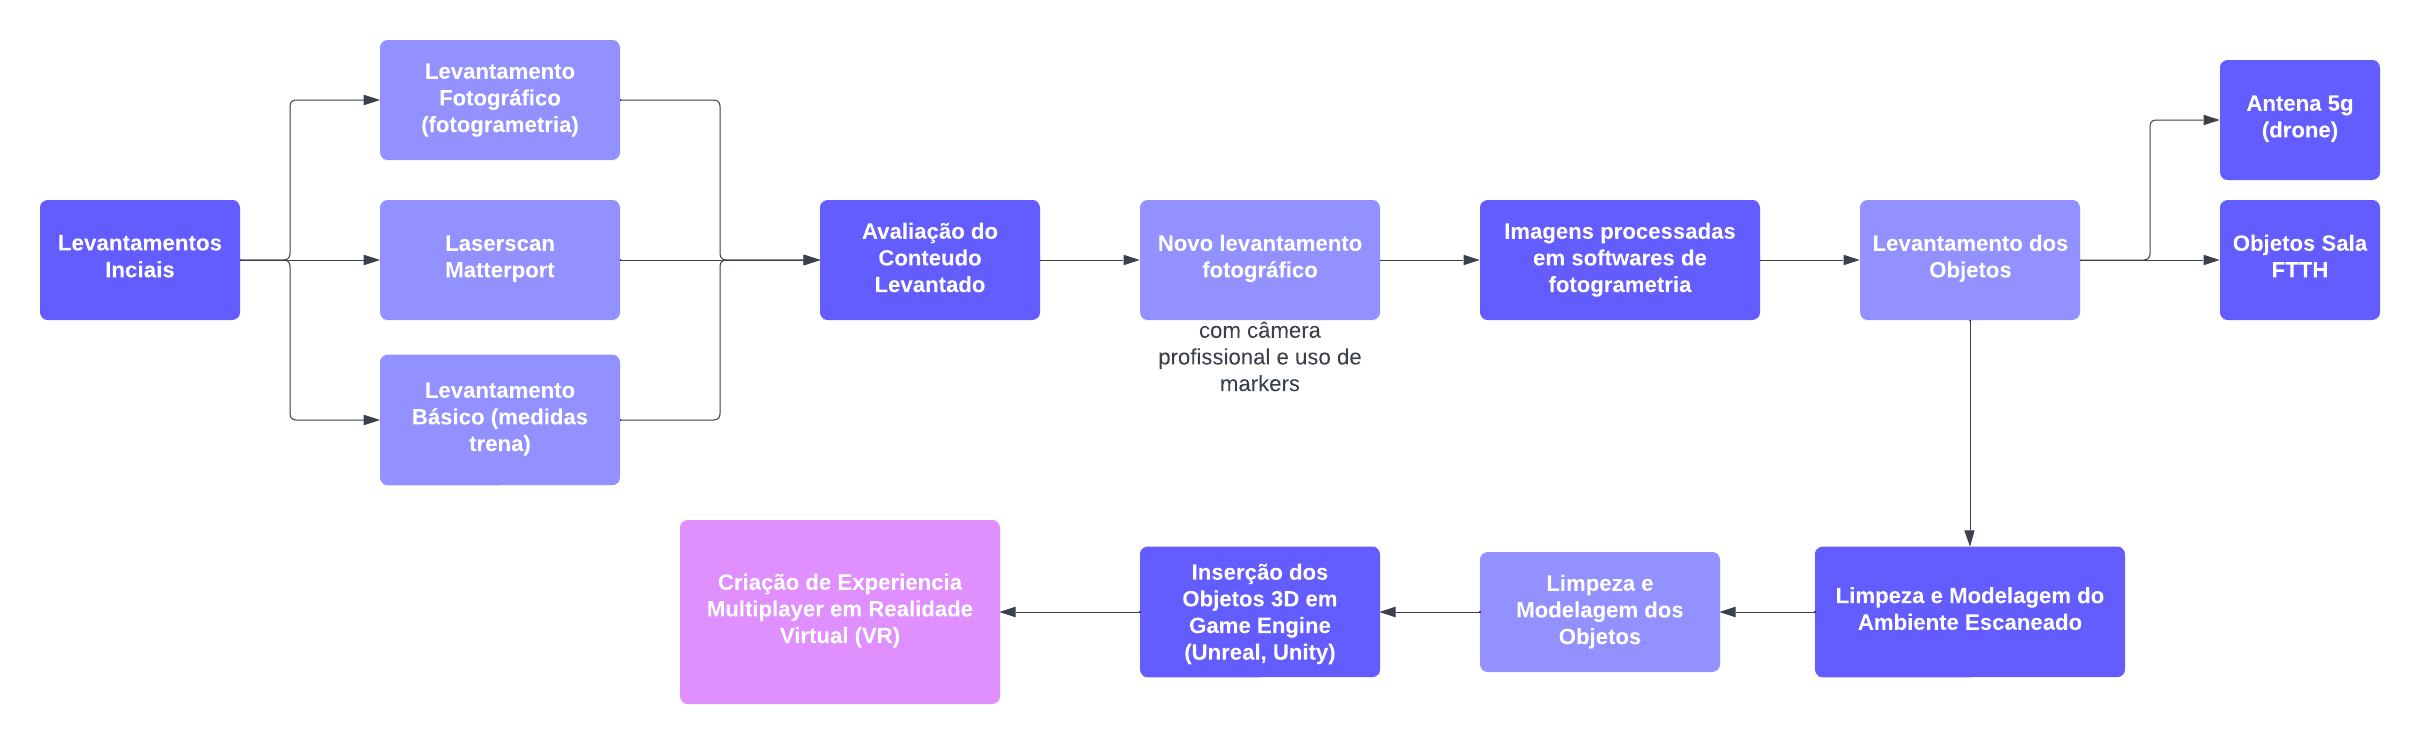 Levantamentos
Inciais
Levantamento
Fotográfico
(fotogrametria)
Laserscan
Matterport
Levantamento
Básico (medidas
trena)
Avaliação do
Conteudo
Levantado
Novo levantamento
fotográfico
com câmera
profissional e uso de
markers
Imagens processadas
em softwares de
fotogrametria
Levantamento dos
Objetos
Antena 5g
(drone)
Objetos Sala
FTTH
Limpeza e Modelagem do
Ambiente Escaneado
Limpeza e
Modelagem dos
Objetos
Inserção dos
Objetos 3D em
Game Engine
(Unreal, Unity)
Criação de Experiencia
Multiplayer em Realidade
Virtual (VR)